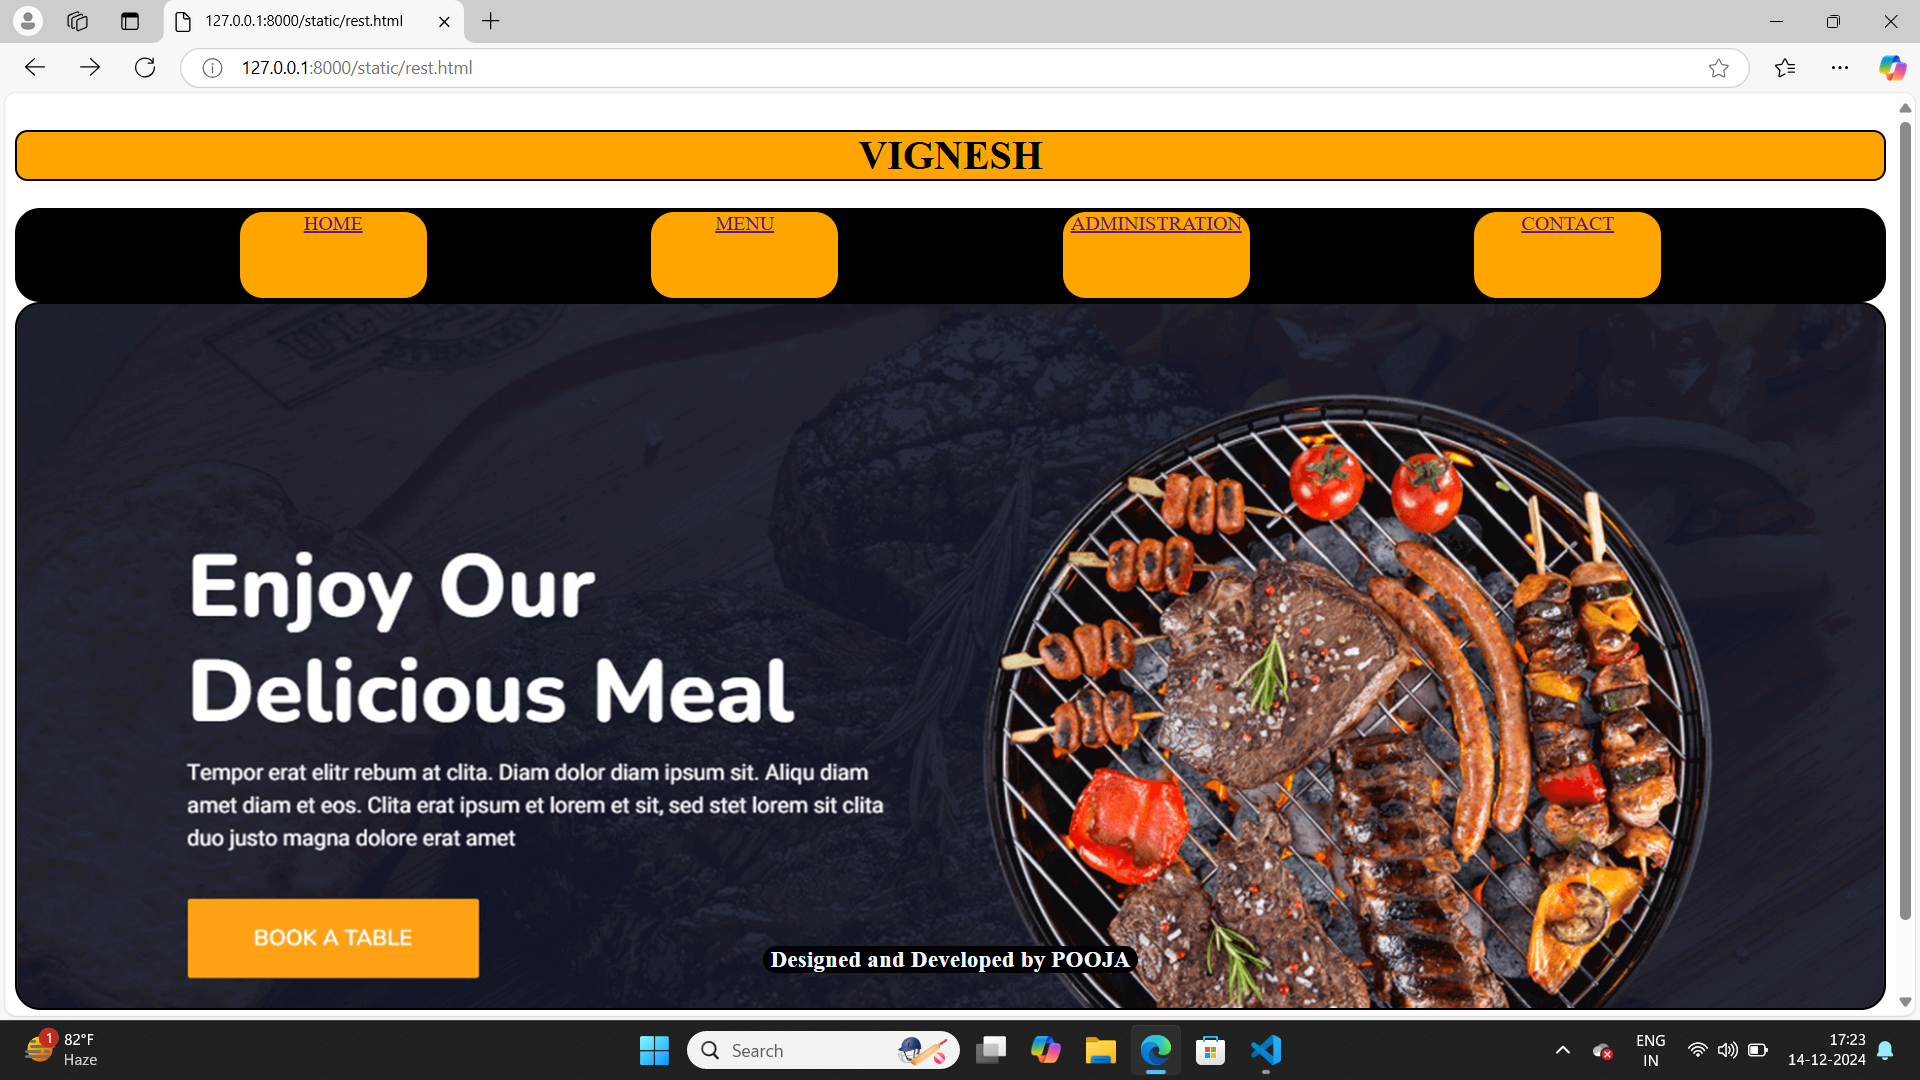 127.0.0.1:8000/static/rest.html
127.0.0.1:8000/static/rest.html
VIGNESH
HOME
MENU
ADMINISTRATION
CONTACT
Enjoy Our
Delicious Meal
Tempor erat elitr rebum at clita. Diam dolor diam ipsum sit. Aliqu diam
amet diam et eos. Clita erat ipsum et lorem et sit, sed stet lorem sit clita
duo justo magna dolore erat amet
BOOK A TABLE
Designed and Developed by POOJA
1
82°F
Haze
Search
ENG
IN
17:23
14-12-2024